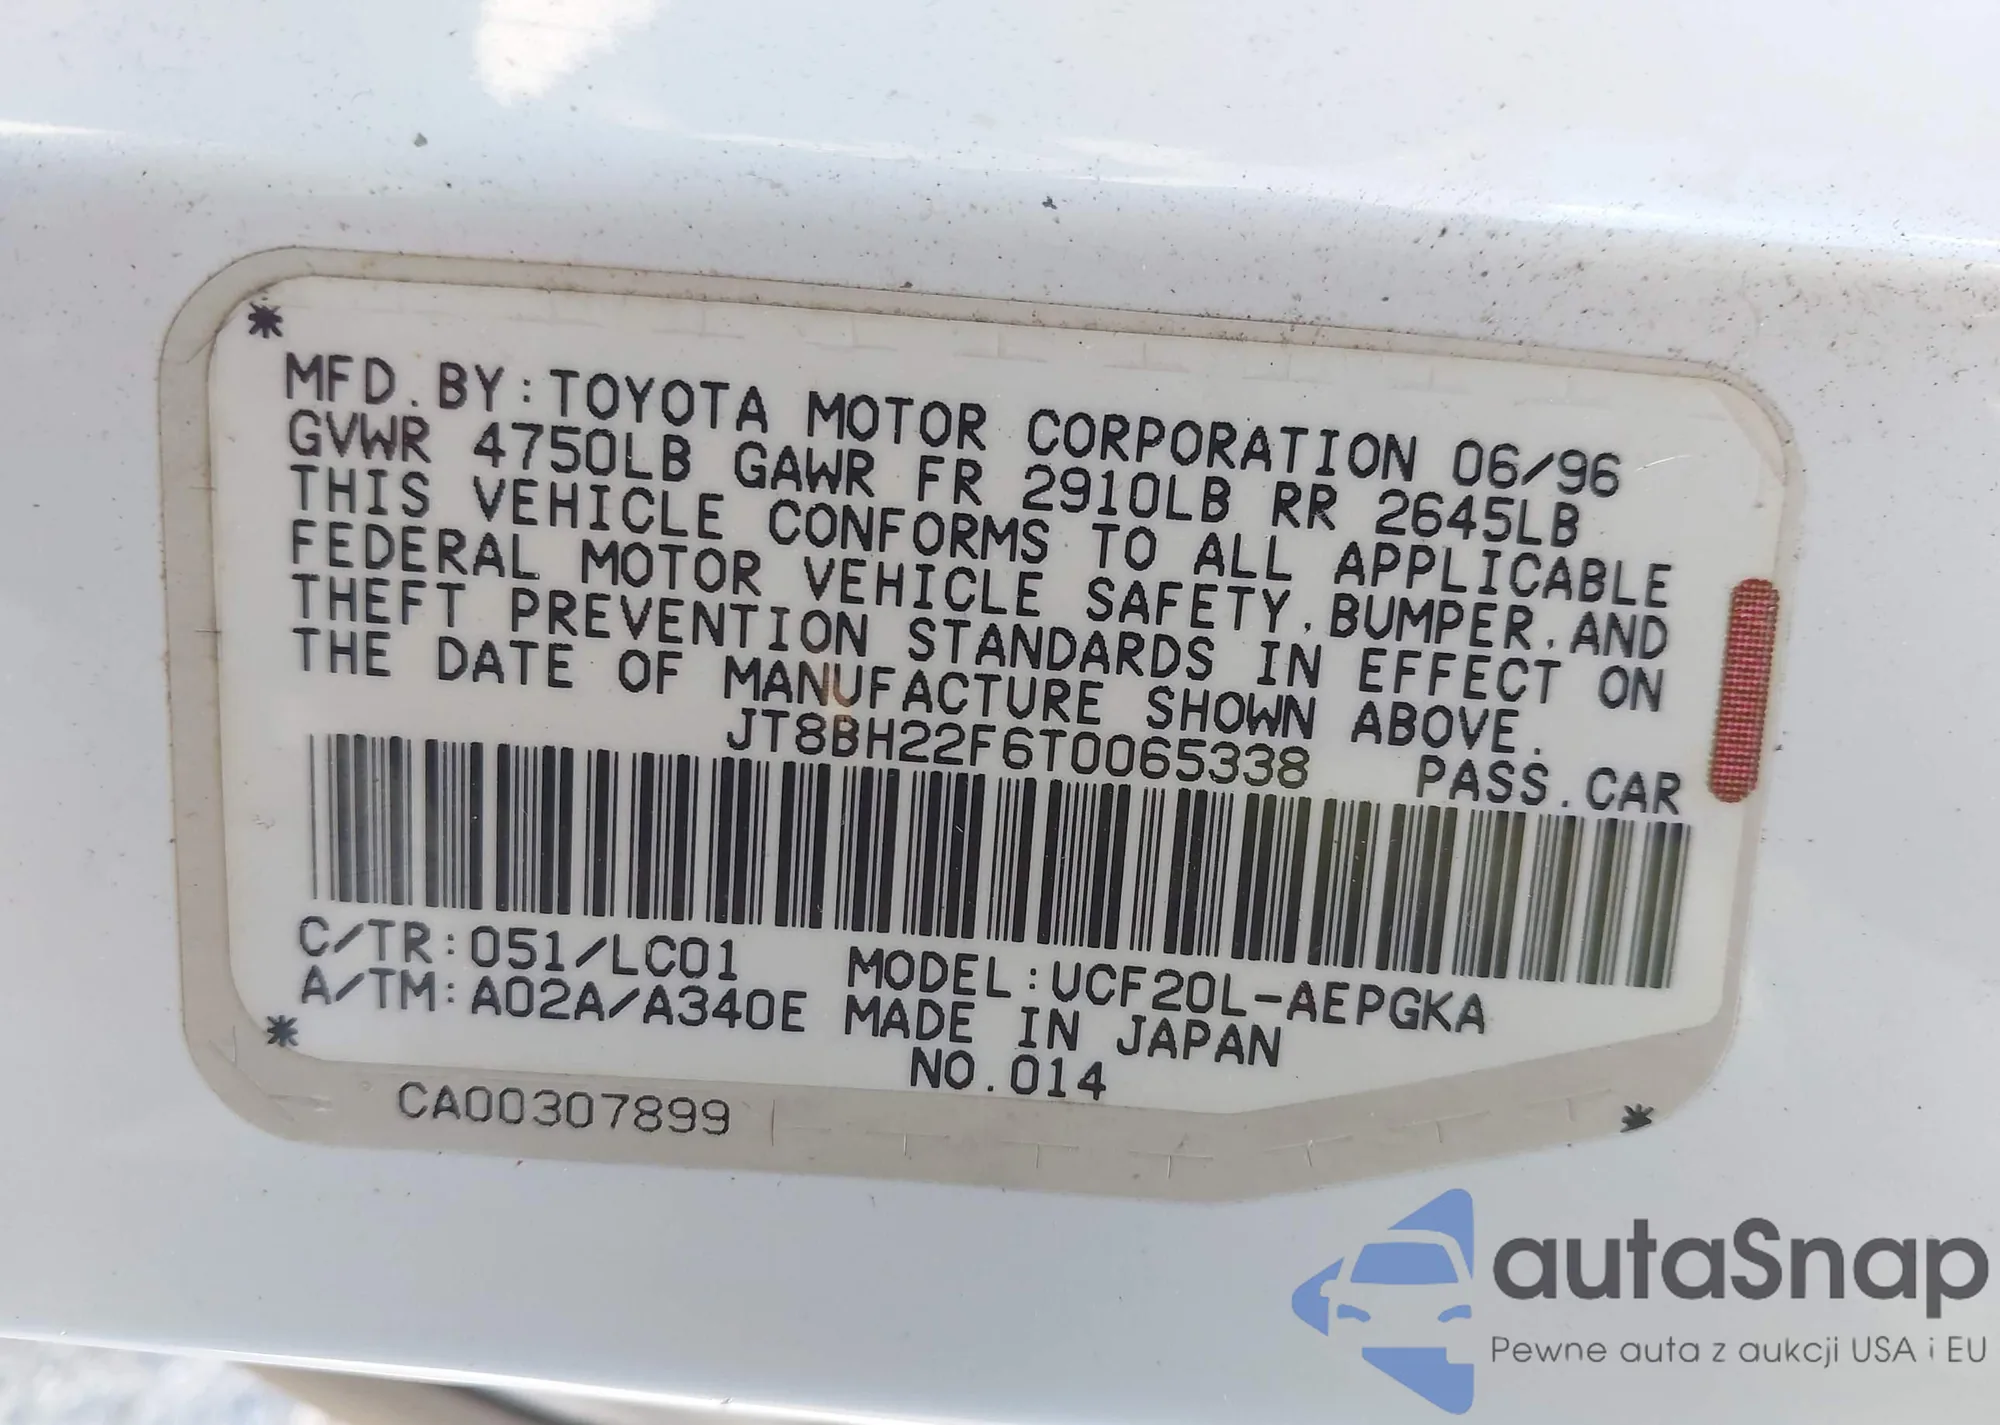 MFD.BY:TOYOTA MOTOR CORPORATION 06/96
GVWR 4750LB GAWR FR 2910LB RR 2645LB
THIS VEHICLE CONFORMS TO ALL APPLICABLE
FEDERAL MOTOR VEHICLE SAFETY,BUMPER,AND
THEFT PREVENTION STANDARDS IN EFFECT ON
THE DATE OF MANUFACTURE SHOWN ABOVE.
JT8BH22F6T0065338 PASS.CAR
C/TR:051/LC01 MODEL:UCF20L-AEPGKA
A/TM:A02A/A340E MADE IN JAPAN
NO.014
CA00307899
autaSnap
Pewne auta z aukcji USA i EU